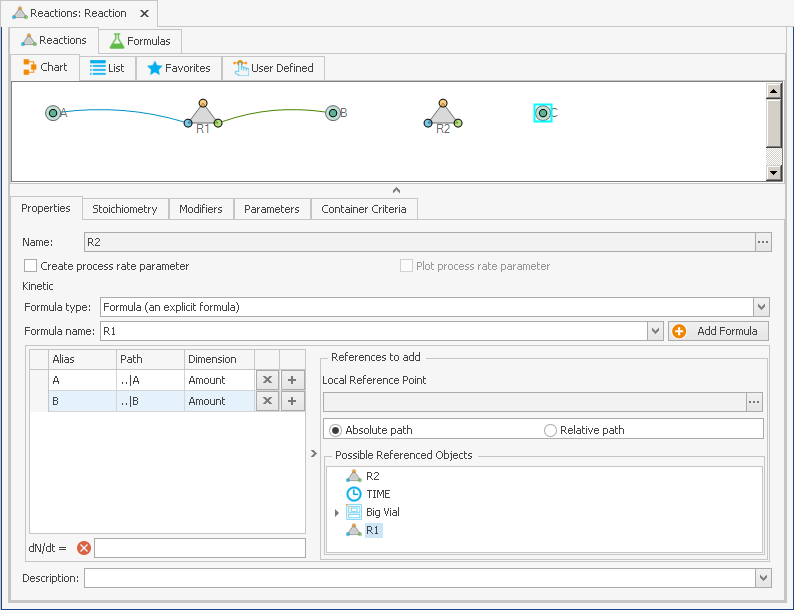 Reactions: Reaction
Reactions Formulas
Chart List Favorites User Defined
A R1 B R2 C
Properties Stoichiometry Modifiers Parameters Container Criteria
Name: R2 ...
Create process rate parameter Plot process rate parameter
Kinetic
Formula type: Formula (an explicit formula)
Formula name: R1 Add Formula
Alias Path Dimension
A ..|A Amount
B ..|B Amount
References to add
Local Reference Point
...
Absolute path Relative path
Possible Referenced Objects
R2
TIME
Big Vial
R1
dN/dt =
Description: